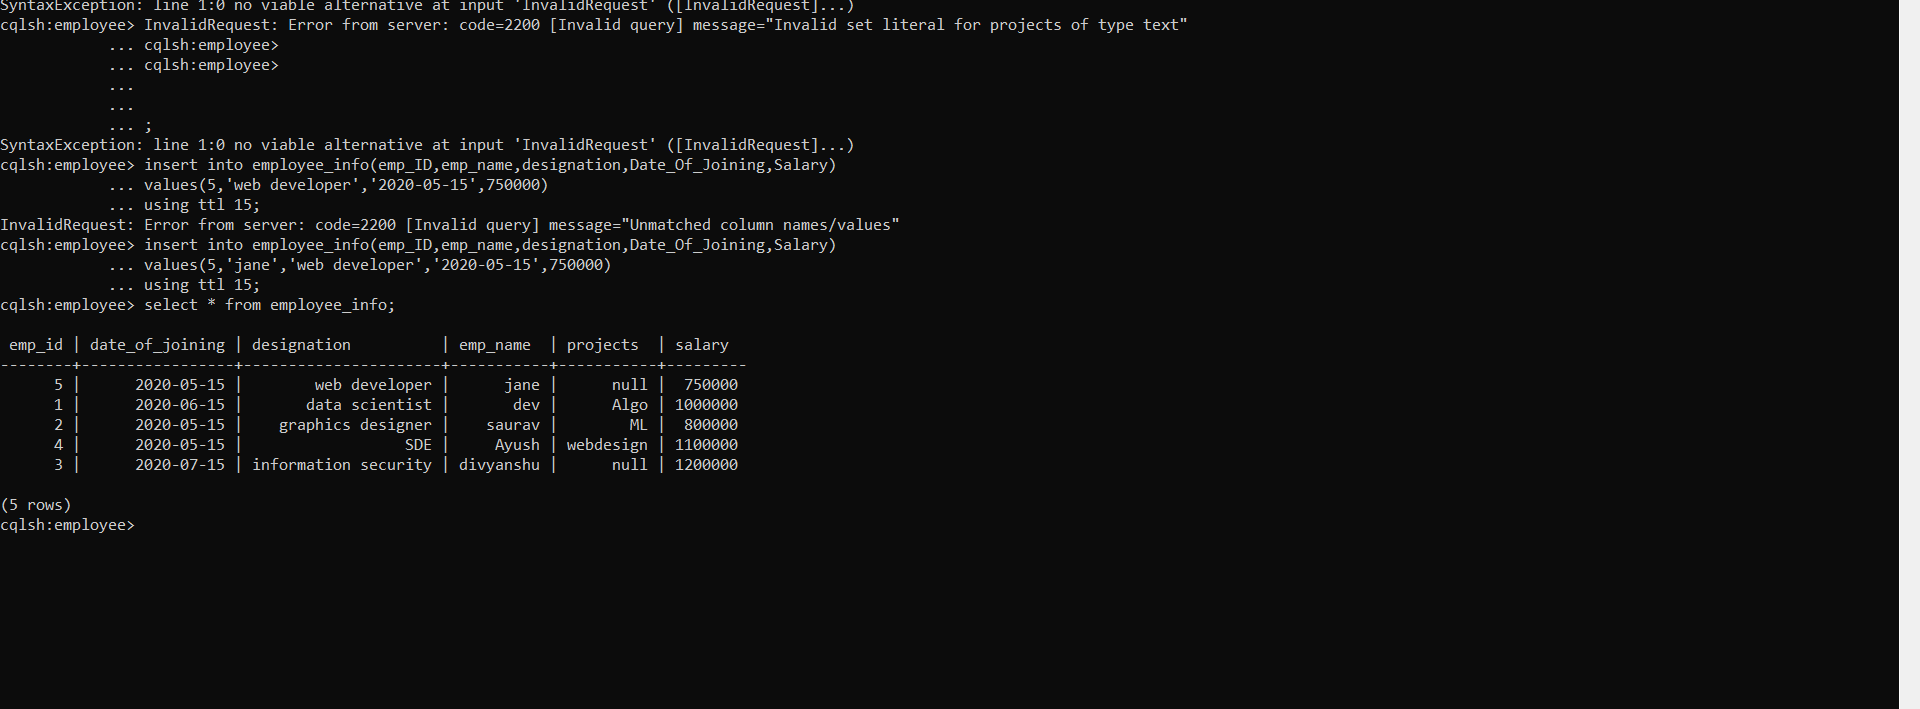 SyntaxException: line 1:0 no viable alternative at input 'InvalidRequest' ([InvalidRequest]...)
cqlsh:employee> InvalidRequest: Error from server: code=2200 [Invalid query] message="Invalid set literal for projects of type text"
            ... cqlsh:employee>
            ... cqlsh:employee>
            ...
            ...
            ... ;
SyntaxException: line 1:0 no viable alternative at input 'InvalidRequest' ([InvalidRequest]...)
cqlsh:employee> insert into employee_info(emp_ID,emp_name,designation,Date_Of_Joining,Salary)
            ... values(5,'web developer','2020-05-15',750000)
            ... using ttl 15;
InvalidRequest: Error from server: code=2200 [Invalid query] message="Unmatched column names/values"
cqlsh:employee> insert into employee_info(emp_ID,emp_name,designation,Date_Of_Joining,Salary)
            ... values(5,'jane','web developer','2020-05-15',750000)
            ... using ttl 15;
cqlsh:employee> select * from employee_info;

 emp_id | date_of_joining | designation          | emp_name  | projects  | salary
--------+-----------------+----------------------+-----------+-----------+---------
      5 |      2020-05-15 |        web developer |      jane |      null |  750000
      1 |      2020-06-15 |       data scientist |       dev |      Algo | 1000000
      2 |      2020-05-15 |    graphics designer |    saurav |        ML |  800000
      4 |      2020-05-15 |                  SDE |     Ayush | webdesign | 1100000
      3 |      2020-07-15 | information security | divyanshu |      null | 1200000

(5 rows)
cqlsh:employee>